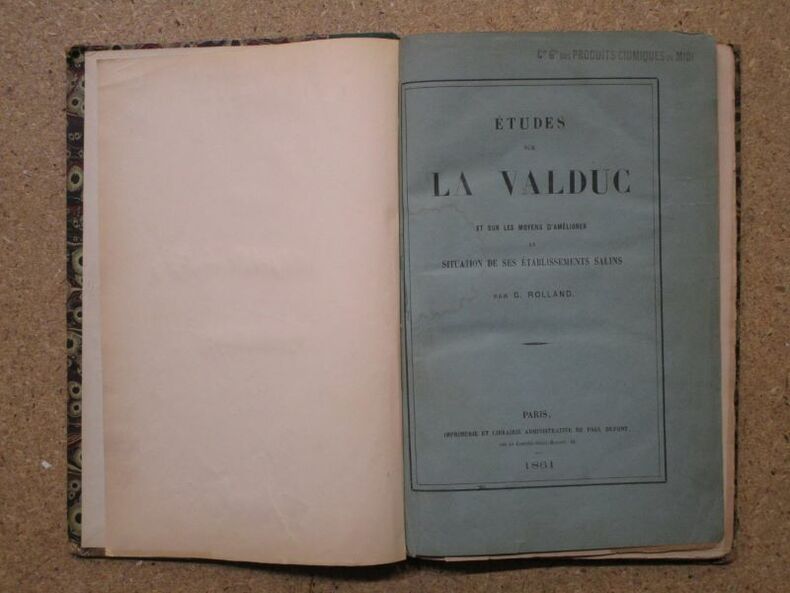 Cie Gle des PRODUITS CHIMIQUES DU MIDI
ÉTUDES
SUR
LA VALDUC
ET SUR LES MOYENS D'AMÉLIORER
LA
SITUATION DE SES ÉTABLISSEMENTS SALINS
PAR G. ROLLAND.
PARIS,
IMPRIMERIE ET LIBRAIRIE ADMINISTRATIVE DE PAUL DUPONT,
1861